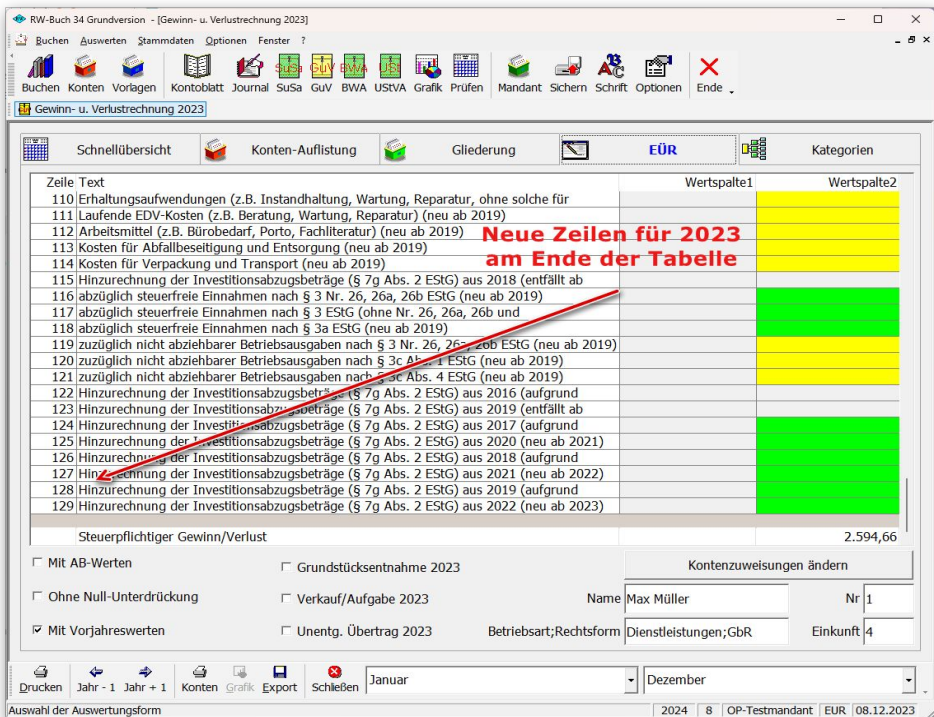 RW-Buch 34 Grundversion - [Gewinn- u. Verlustrechnung 2023]
Buchen Auswerten Stammdaten Optionen Fenster ?
SuSa GuV BWA USt ABC
Buchen Konten Vorlagen Kontoblatt Journal SuSa GuV BWA UStVA Grafik Prüfen Mandant Sichern Schrift Optionen Ende
Gewinn- u. Verlustrechnung 2023
Schnellübersicht Konten-Auflistung Gliederung EÜR Kategorien
Zeile Text Wertspalte1 Wertspalte2
110 Erhaltungsaufwendungen (z.B. Instandhaltung, Wartung, Reparatur, ohne solche für
111 Laufende EDV-Kosten (z.B. Beratung, Wartung, Reparatur) (neu ab 2019)
112 Arbeitsmittel (z.B. Bürobedarf, Porto, Fachliteratur) (neu ab 2019)
113 Kosten für Abfallbeseitigung und Entsorgung (neu ab 2019)
114 Kosten für Verpackung und Transport (neu ab 2019)
Neue Zeilen für 2023
am Ende der Tabelle
115 Hinzurechnung der Investitionsabzugsbeträge (§ 7g Abs. 2 EStG) aus 2018 (entfällt ab
116 abzüglich steuerfreie Einnahmen nach § 3 Nr. 26, 26a, 26b EStG (neu ab 2019)
117 abzüglich steuerfreie Einnahmen nach § 3 EStG (ohne Nr. 26, 26a, 26b und
118 abzüglich steuerfreie Einnahmen nach § 3a EStG (neu ab 2019)
119 zuzüglich nicht abziehbarer Betriebsausgaben nach § 3 Nr. 26, 26a, 26b EStG (neu ab 2019)
120 zuzüglich nicht abziehbarer Betriebsausgaben nach § 3c Abs. 1 EStG (neu ab 2019)
121 zuzüglich nicht abziehbarer Betriebsausgaben nach § 3c Abs. 4 EStG (neu ab 2019)
122 Hinzurechnung der Investitionsabzugsbeträge (§ 7g Abs. 2 EStG) aus 2016 (aufgrund
123 Hinzurechnung der Investitionsabzugsbeträge (§ 7g Abs. 2 EStG) aus 2019 (entfällt ab
124 Hinzurechnung der Investitionsabzugsbeträge (§ 7g Abs. 2 EStG) aus 2017 (aufgrund
125 Hinzurechnung der Investitionsabzugsbeträge (§ 7g Abs. 2 EStG) aus 2020 (neu ab 2021)
126 Hinzurechnung der Investitionsabzugsbeträge (§ 7g Abs. 2 EStG) aus 2018 (aufgrund
127 Hinzurechnung der Investitionsabzugsbeträge (§ 7g Abs. 2 EStG) aus 2021 (neu ab 2022)
128 Hinzurechnung der Investitionsabzugsbeträge (§ 7g Abs. 2 EStG) aus 2019 (aufgrund
129 Hinzurechnung der Investitionsabzugsbeträge (§ 7g Abs. 2 EStG) aus 2022 (neu ab 2023)
Steuerpflichtiger Gewinn/Verlust 2.594,66
Mit AB-Werten Grundstücksentnahme 2023 Kontenzuweisungen ändern
Ohne Null-Unterdrückung Verkauf/Aufgabe 2023 Name Max Müller Nr 1
Mit Vorjahreswerten Unentg. Übertrag 2023 Betriebsart;Rechtsform Dienstleistungen;GbR Einkunft 4
Drucken Jahr - 1 Jahr + 1 Konten Grafik Export Schließen Januar Dezember
Auswahl der Auswertungsform 2024 8 OP-Testmandant EUR 08.12.2023